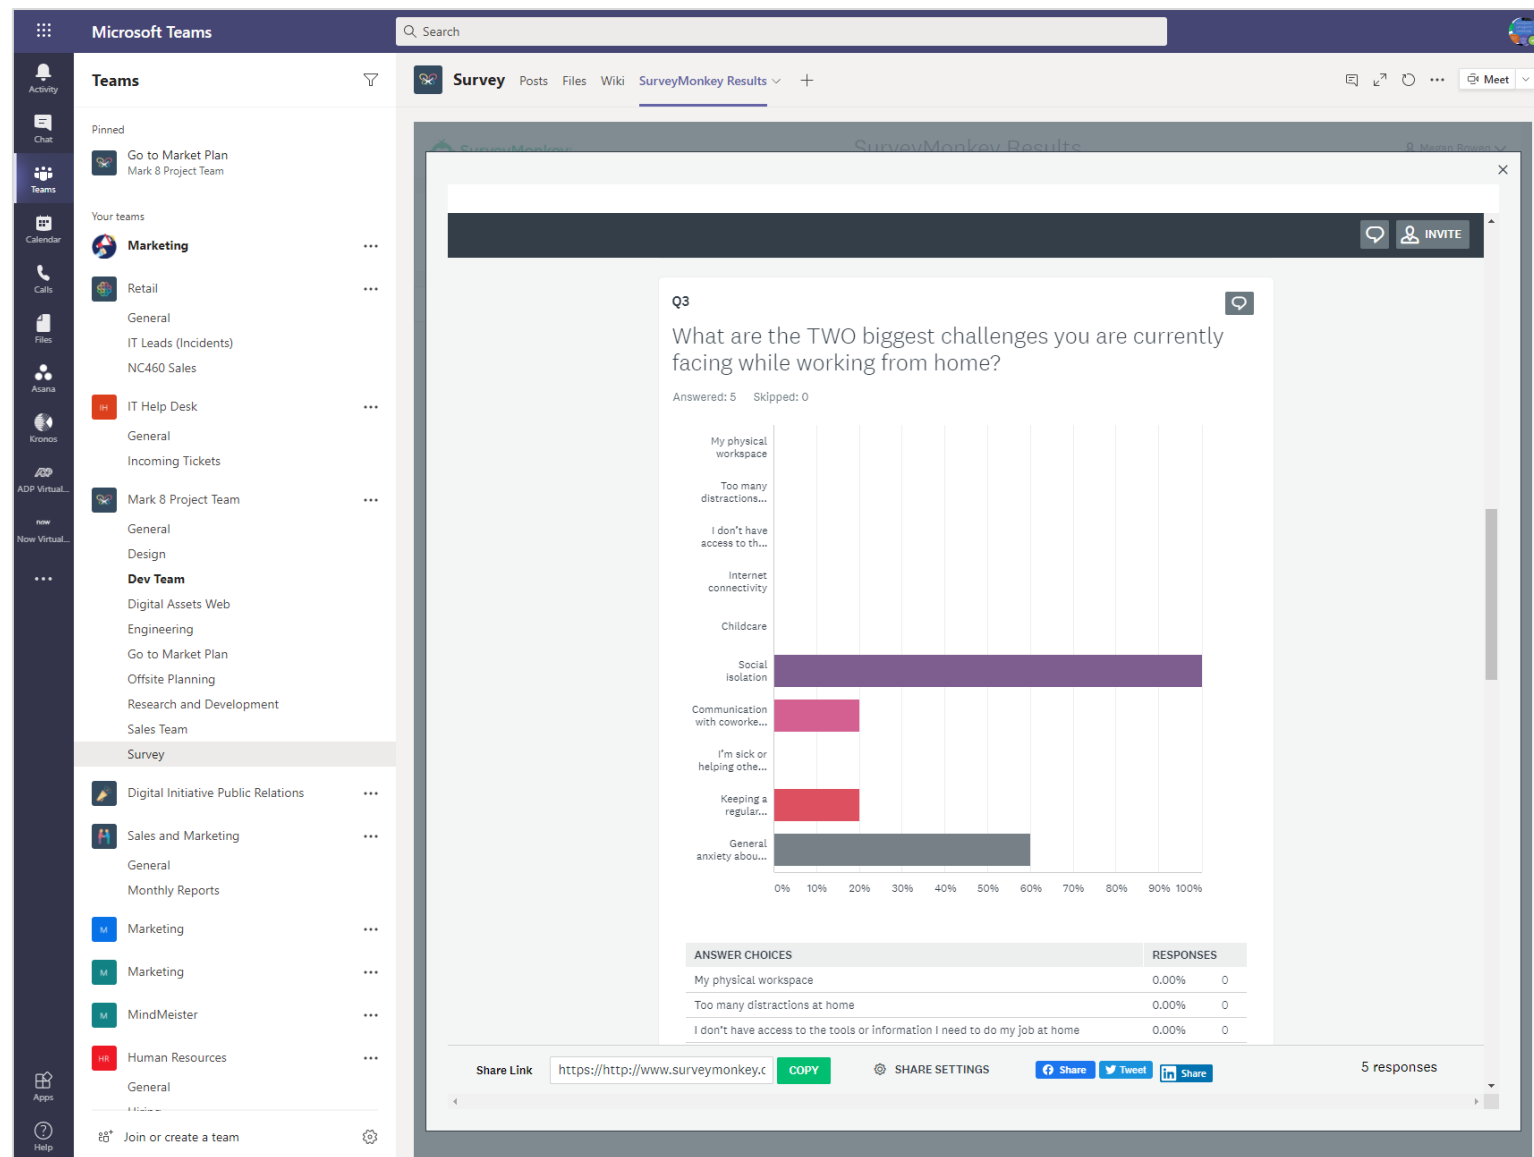 Microsoft Teams
Search
Activity
Chat
Teams
Calendar
Calls
Files
Asana
Kronos
ADP
ADP Virtual...
now
Now Virtual...
Apps
Help
Teams
Pinned
Go to Market Plan
Mark 8 Project Team
Your teams
Marketing
Retail
General
IT Leads (Incidents)
NC460 Sales
IH
IT Help Desk
General
Incoming Tickets
Mark 8 Project Team
General
Design
Dev Team
Digital Assets Web
Engineering
Go to Market Plan
Offsite Planning
Research and Development
Sales Team
Survey
Digital Initiative Public Relations
Sales and Marketing
General
Monthly Reports
M
Marketing
M
Marketing
M
MindMeister
HR
Human Resources
General
Join or create a team
Survey Posts Files Wiki SurveyMonkey Results
Meet
SurveyMonkey
SurveyMonkey Results
Megan Bowen
INVITE
Q3
What are the TWO biggest challenges you are currently
facing while working from home?
Answered: 5 Skipped: 0
My physical
workspace
Too many
distractions...
I don't have
access to th...
Internet
connectivity
Childcare
Social
isolation
Communication
with coworke...
I'm sick or
helping othe...
Keeping a
regular...
General
anxiety abou...
0% 10% 20% 30% 40% 50% 60% 70% 80% 90% 100%
ANSWER CHOICES RESPONSES
My physical workspace 0.00% 0
Too many distractions at home 0.00% 0
I don't have access to the tools or information I need to do my job at home 0.00% 0
Share Link https://http://www.surveymonkey.c COPY SHARE SETTINGS Share Tweet in Share 5 responses